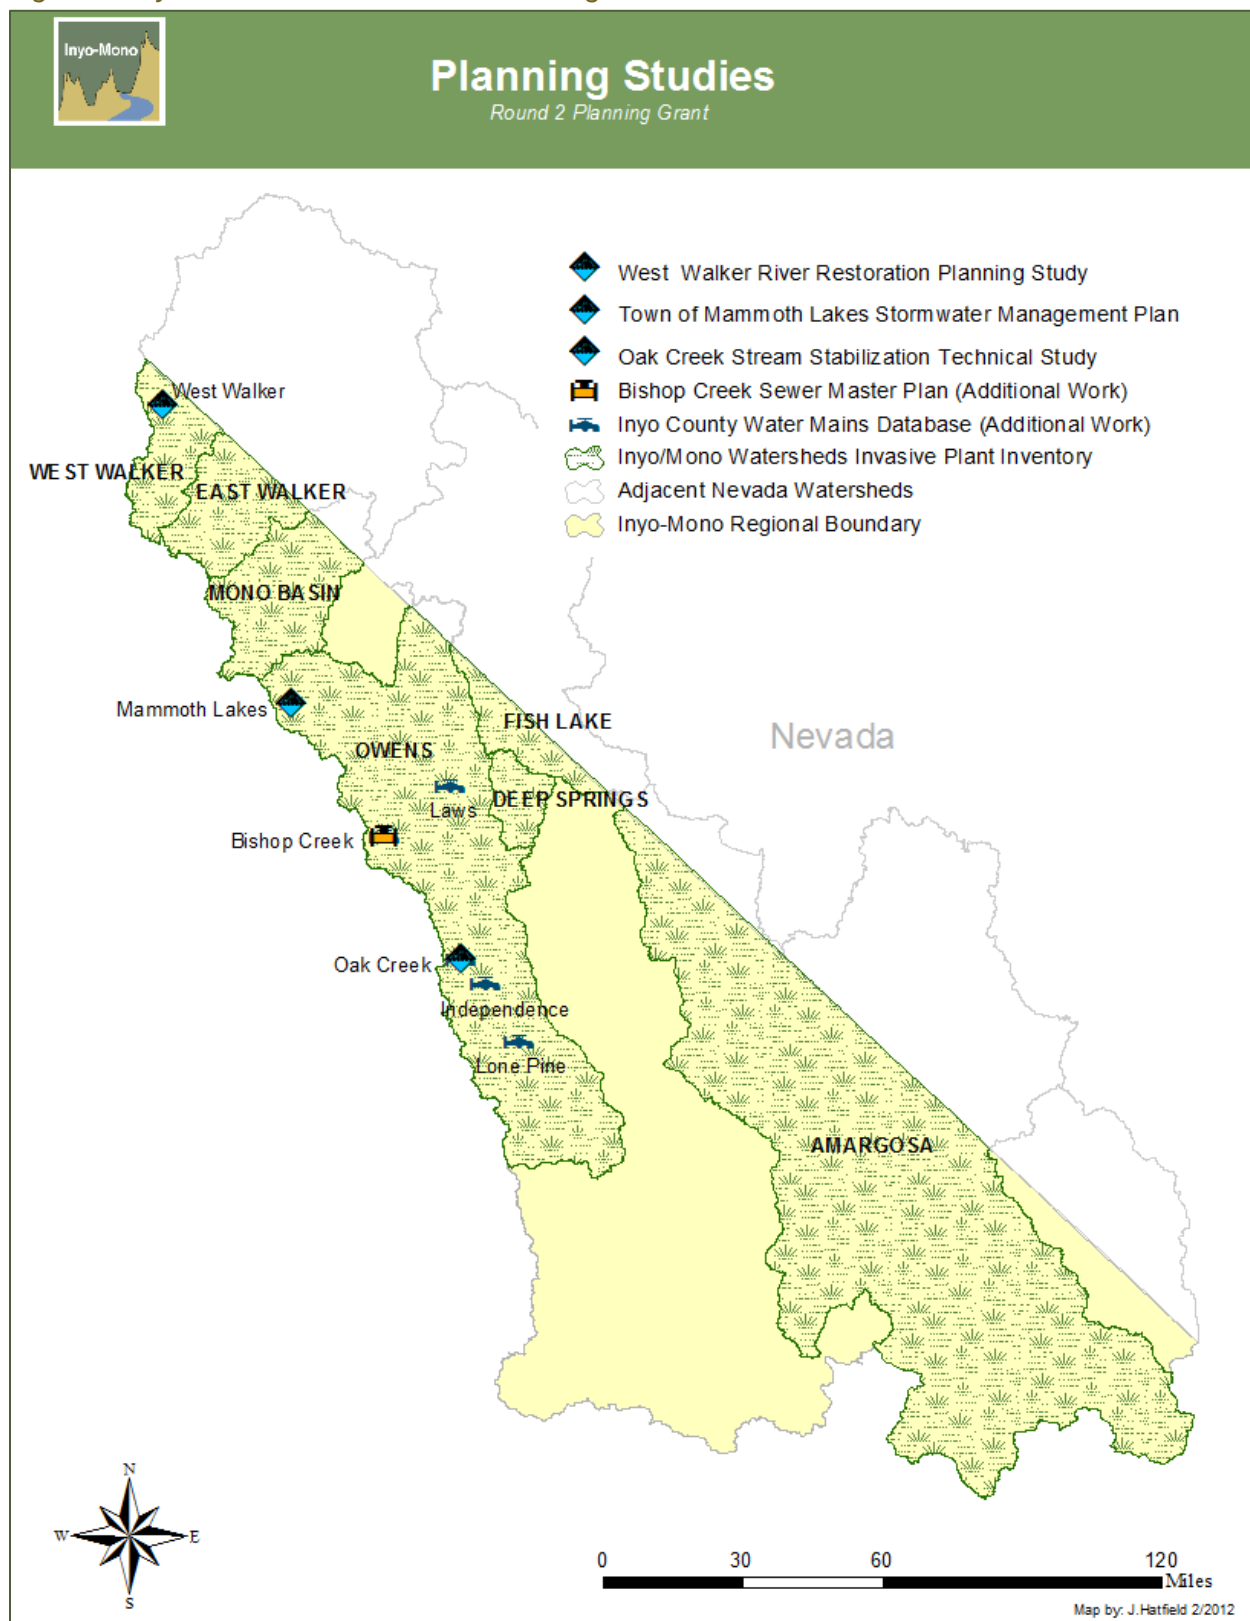 Inyo-Mono
Planning Studies
Round 2 Planning Grant
West Walker River Restoration Planning Study
Town of Mammoth Lakes Stormwater Management Plan
Oak Creek Stream Stabilization Technical Study
Bishop Creek Sewer Master Plan (Additional Work)
Inyo County Water Mains Database (Additional Work)
Inyo/Mono Watersheds Invasive Plant Inventory
Adjacent Nevada Watersheds
Inyo-Mono Regional Boundary
West Walker
WEST WALKER
EAST WALKER
MONO BASIN
Mammoth Lakes
FISH LAKE
Nevada
OWENS
DEEP SPRINGS
Laws
Bishop Creek
Oak Creek
Independence
Lone Pine
AMARGOSA
N
W
E
S
0 30 60 120
Miles
Map by: J.Hatfield 2/2012